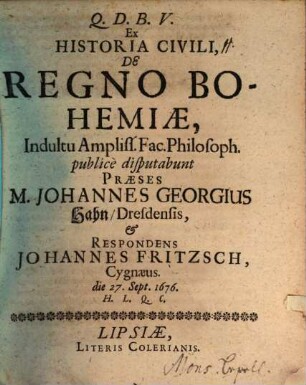 Q. D. B. V.
Ex
HISTORIA CIVILI,
DE
REGNO BO-
HEMIÆ,
Indultu Ampliſſ. Fac. Philoſoph.
publicè diſputabunt
PRÆSES
M. JOHANNES GEORGIUS
Hahn/Dreſdenſis,
&
RESPONDENS
JOHANNES FRITZSCH,
Cygnæus.
die 27. Sept. 1676.
H. L. Q C.
LIPSIÆ,
LITERIS COLERIANIS.